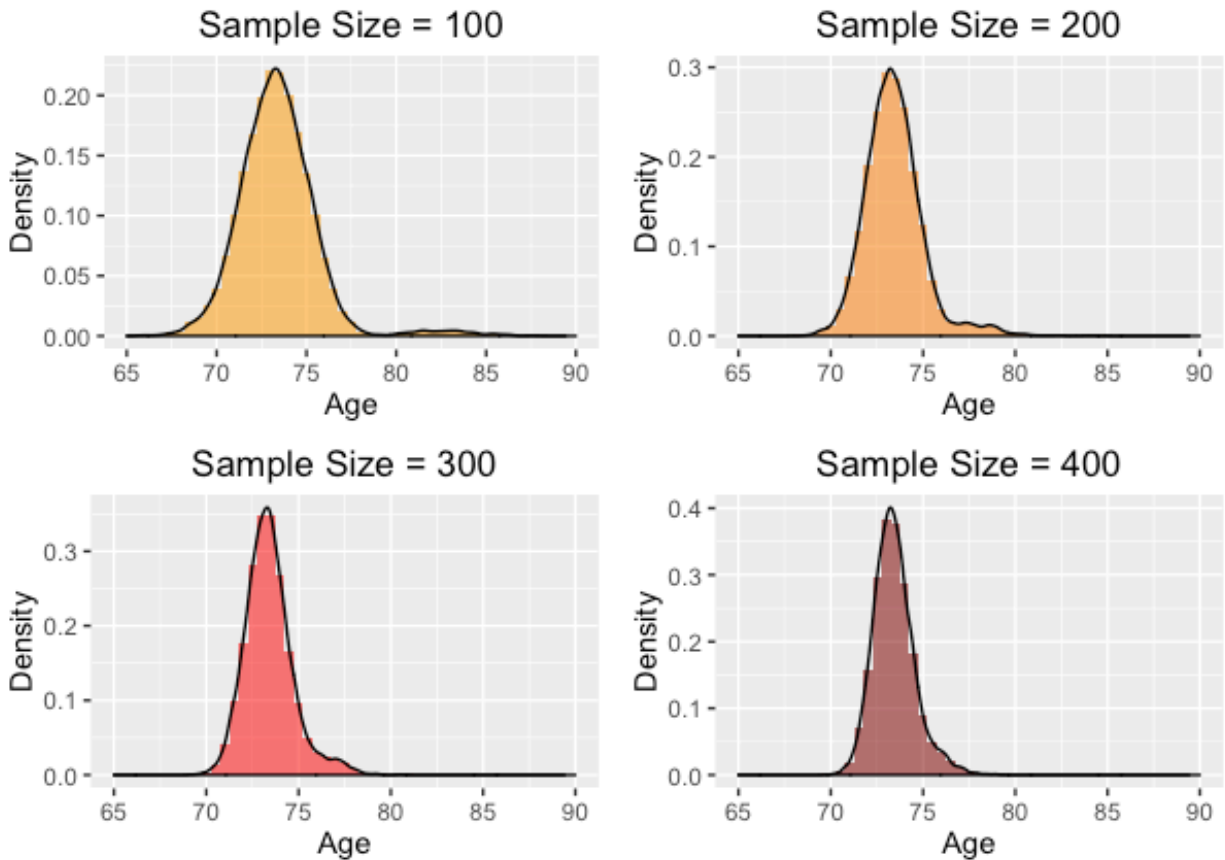 Sample Size = 100
0.20
0.15
0.10
0.05
0.00
Density
65 70 75 80 85 90
Age
Sample Size = 200
0.3
0.2
0.1
0.0
Density
65 70 75 80 85 90
Age
Sample Size = 300
0.3
0.2
0.1
0.0
Density
65 70 75 80 85 90
Age
Sample Size = 400
0.4
0.3
0.2
0.1
0.0
Density
65 70 75 80 85 90
Age